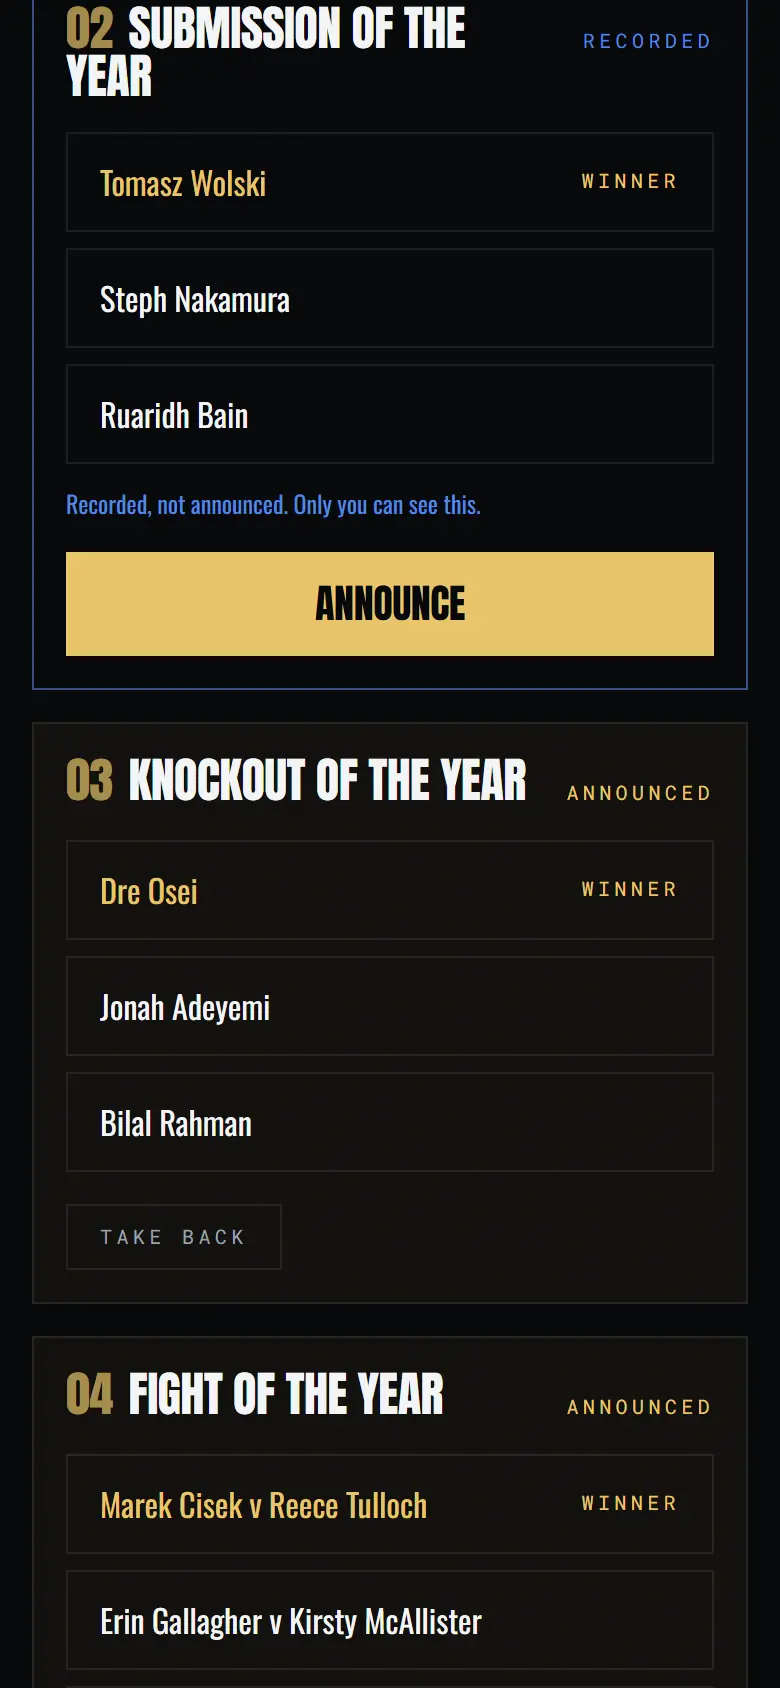 02 SUBMISSION OF THE
YEAR
RECORDED
Tomasz Wolski
WINNER
Steph Nakamura
Ruaridh Bain
Recorded, not announced. Only you can see this.
ANNOUNCE
03 KNOCKOUT OF THE YEAR
ANNOUNCED
Dre Osei
WINNER
Jonah Adeyemi
Bilal Rahman
TAKE BACK
04 FIGHT OF THE YEAR
ANNOUNCED
Marek Cisek v Reece Tulloch
WINNER
Erin Gallagher v Kirsty McAllister